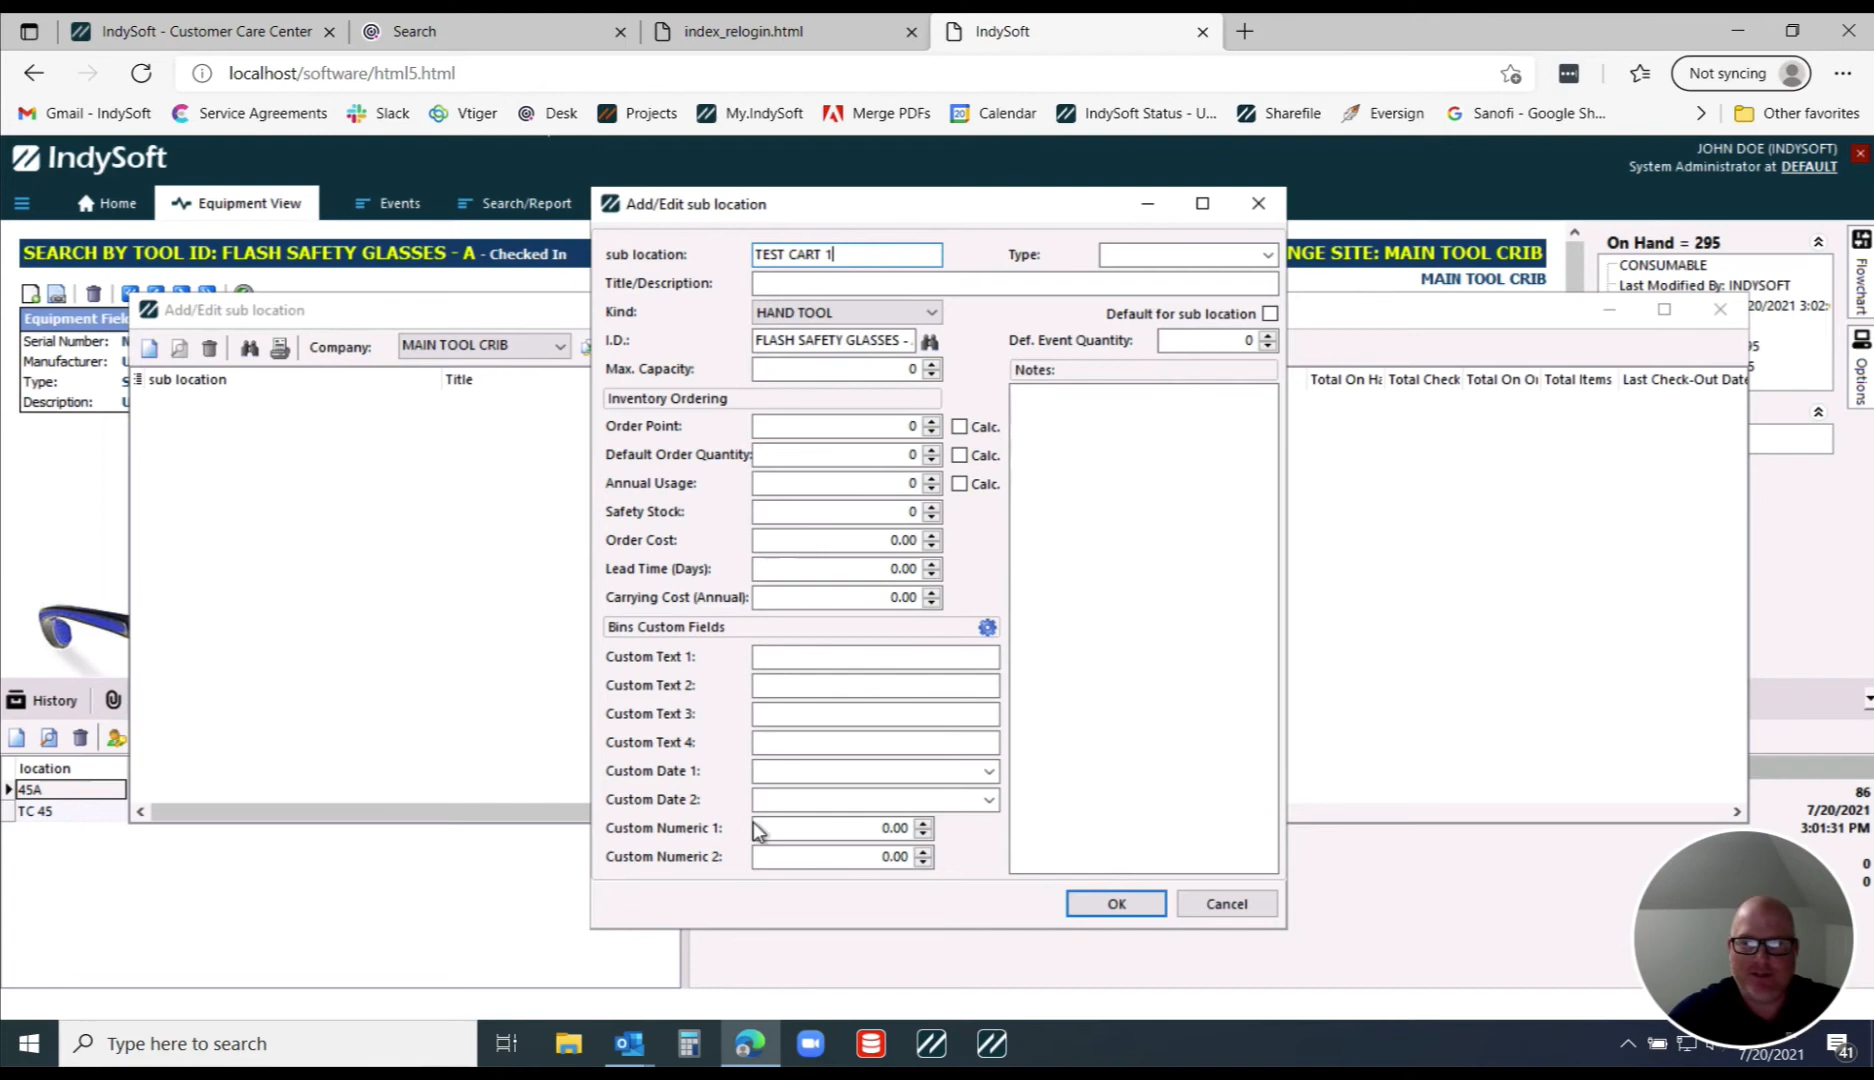 IndySoft - Customer Care Center
Search
index_relogin.html
IndySoft
localhost/software/html5.html
Not syncing
Gmail - IndySoft
Service Agreements
Slack
Vtiger
Desk
Projects
My.IndySoft
Merge PDFs
Calendar
IndySoft Status - U...
Sharefile
Eversign
Sanofi - Google Sh...
Other favorites
IndySoft
JOHN DOE (INDYSOFT)
System Administrator at DEFAULT
Home
Equipment View
Events
Search/Report
SEARCH BY TOOL ID: FLASH SAFETY GLASSES - A - Checked In
NGE SITE: MAIN TOOL CRIB
MAIN TOOL CRIB
On Hand = 295
CONSUMABLE
Last Modified By: INDYSOFT
/20/2021 3:02:
95
5
Flowchart
Options
Equipment Fiel
Serial Number:
Manufacturer:
Type:
Description:
Add/Edit sub location
Company:
MAIN TOOL CRIB
sub location
Title
Total On Ha
Total Check
Total On Or
Total Items
Last Check-Out Date
Add/Edit sub location
sub location:
TEST CART 1
Type:
Title/Description:
Kind:
HAND TOOL
Default for sub location
I.D.:
FLASH SAFETY GLASSES -
Def. Event Quantity:
0
Max. Capacity:
0
Notes:
Inventory Ordering
Order Point:
0
Calc.
Default Order Quantity:
0
Calc.
Annual Usage:
0
Calc.
Safety Stock:
0
Order Cost:
0.00
Lead Time (Days):
0.00
Carrying Cost (Annual):
0.00
Bins Custom Fields
Custom Text 1:
Custom Text 2:
Custom Text 3:
Custom Text 4:
Custom Date 1:
Custom Date 2:
Custom Numeric 1:
0.00
Custom Numeric 2:
0.00
OK
Cancel
History
location
45A
TC 45
86
7/20/2021
3:01:31 PM
0
0
Type here to search
7/20/2021
41